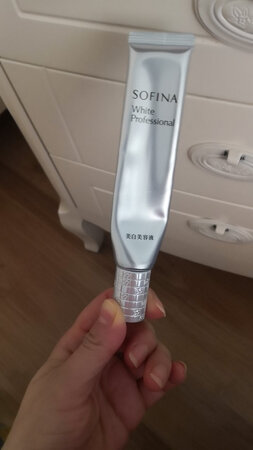 SOFINA
White
Professional
美白美容液